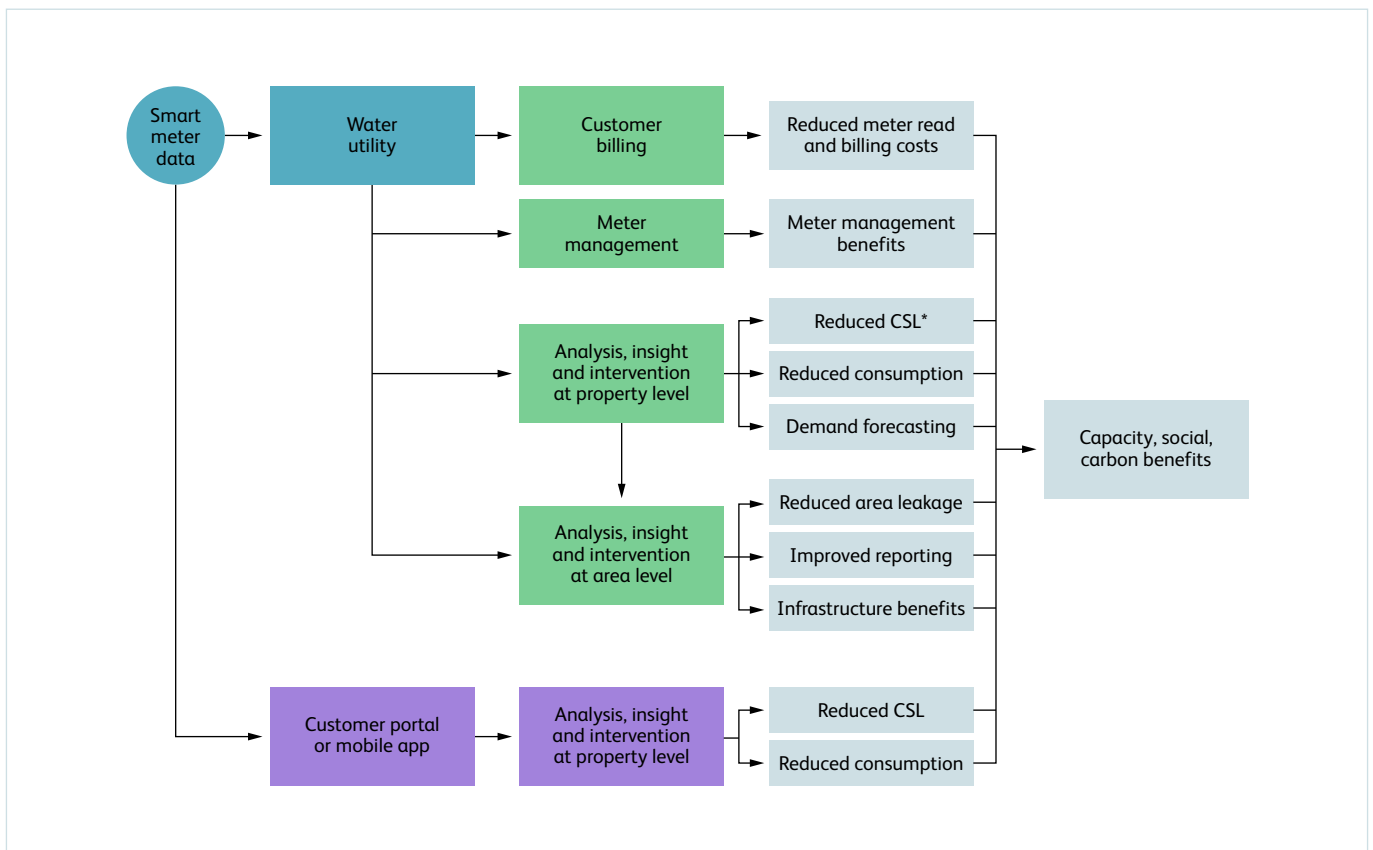 Smart
meter
data
Water
utility
Customer
billing
Reduced meter read
and billing costs
Meter
management
Meter management
benefits
Analysis, insight
and intervention
at property level
Reduced CSL*
Reduced consumption
Demand forecasting
Capacity, social,
carbon benefits
Analysis, insight
and intervention
at area level
Reduced area leakage
Improved reporting
Infrastructure benefits
Customer portal
or mobile app
Analysis, insight
and intervention
at property level
Reduced CSL
Reduced consumption